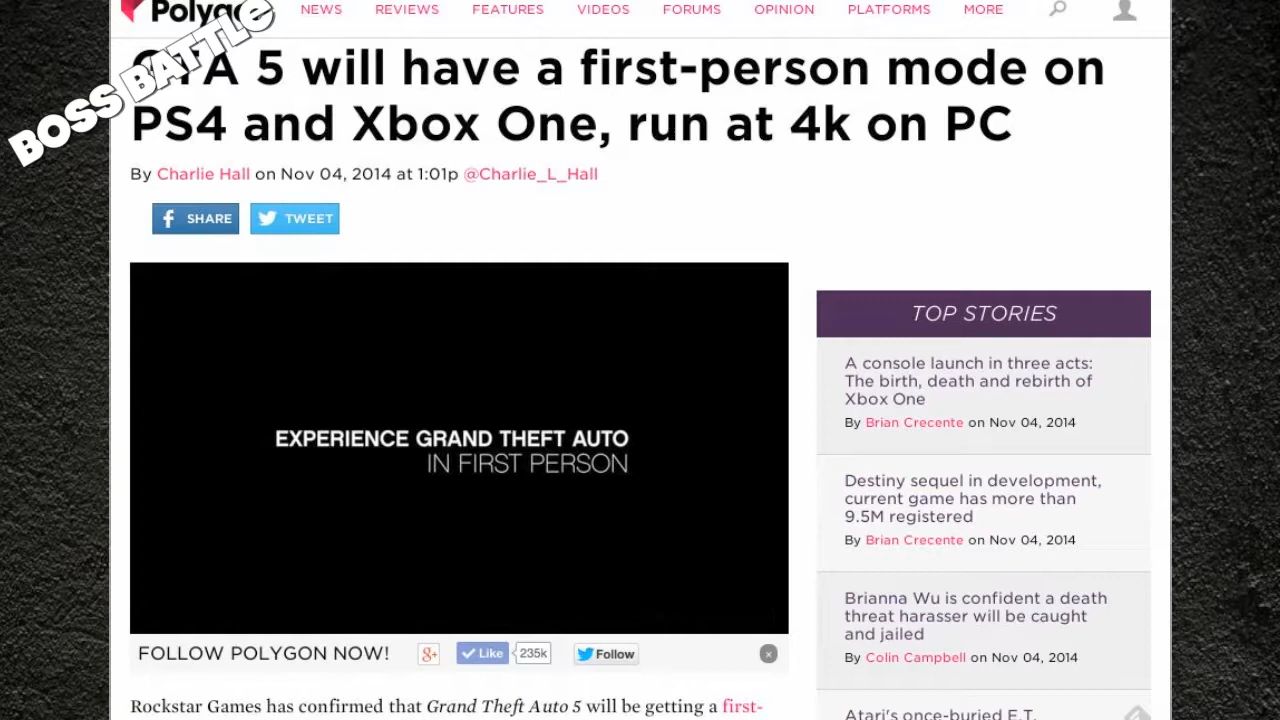 Polygon
NEWS REVIEWS FEATURES VIDEOS FORUMS OPINION PLATFORMS MORE
BOSS BATTLE
GTA 5 will have a first-person mode on
PS4 and Xbox One, run at 4k on PC
By Charlie Hall on Nov 04, 2014 at 1:01p @Charlie_L_Hall
SHARE TWEET
EXPERIENCE GRAND THEFT AUTO
IN FIRST PERSON
FOLLOW POLYGON NOW! g+ Like 235k Follow
Rockstar Games has confirmed that Grand Theft Auto 5 will be getting a first-
TOP STORIES
A console launch in three acts:
The birth, death and rebirth of
Xbox One
By Brian Crecente on Nov 04, 2014
Destiny sequel in development,
current game has more than
9.5M registered
By Brian Crecente on Nov 04, 2014
Brianna Wu is confident a death
threat harasser will be caught
and jailed
By Colin Campbell on Nov 04, 2014
Atari's once-buried E.T.